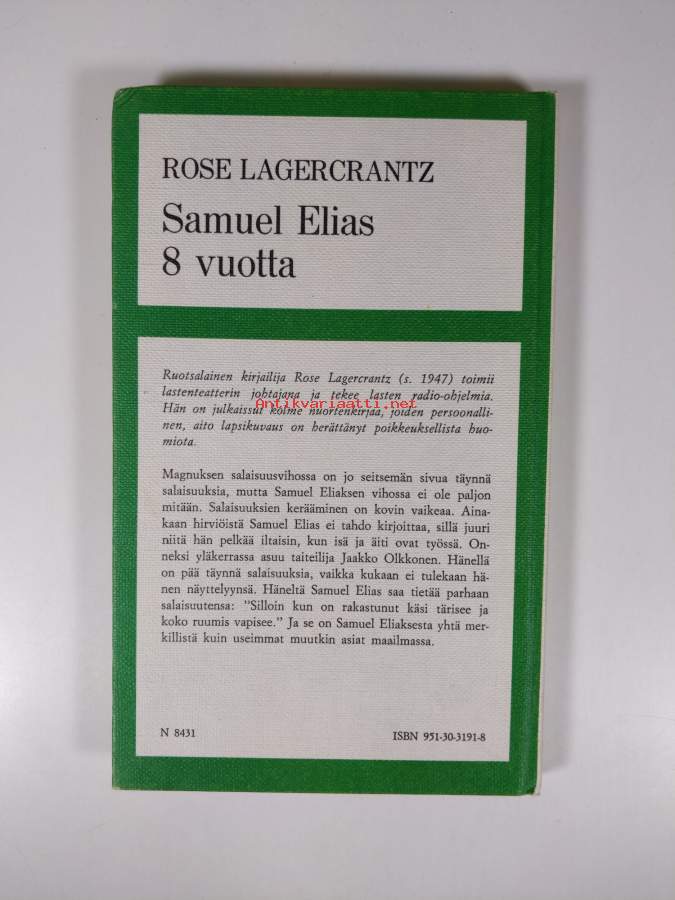 ROSE LAGERCRANTZ
Samuel Elias
8 vuotta
Ruotsalainen kirjailija Rose Lagercrantz (s. 1947) toimii
lastenteatterin johtajana ja tekee lasten radio-ohjelmia.
Antikvariaatti.net
Hän on julkaissut kolme nuortenkirjaa, joiden persoonalli-
nen, aito lapsikuvaus on herättänyt poikkeuksellista huo-
miota.
Magnuksen salaisuusvihossa on jo seitsemän sivua täynnä
salaisuuksia, mutta Samuel Eliaksen vihossa ei ole paljon
mitään. Salaisuuksien kerääminen on kovin vaikeaa. Aina-
kaan hirviöistä Samuel Elias ei tahdo kirjoittaa, sillä juuri
niitä hän pelkää iltaisin, kun isä ja äiti ovat työssä. On-
neksi yläkerrassa asuu taiteilija Jaakko Olkkonen. Hänellä
on pää täynnä salaisuuksia, vaikka kukaan ei tulekaan hä-
nen näyttelyynsä. Häneltä Samuel Elias saa tietää parhaan
salaisuutensa: ”Silloin kun on rakastunut käsi tärisee ja
koko ruumis vapisee.” Ja se on Samuel Eliaksesta yhtä mer-
killistä kuin useimmat muutkin asiat maailmassa.
N 8431
ISBN 951-30-3191-8